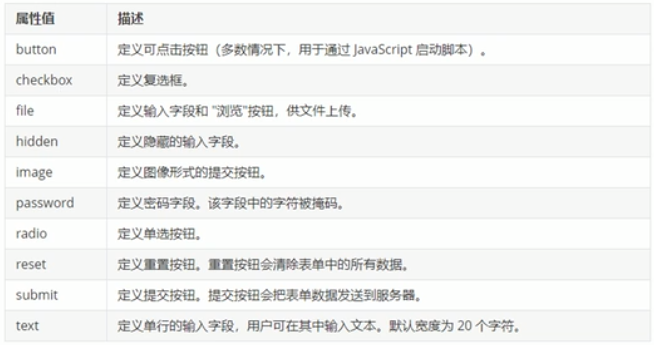 属性值 描述
button 定义可点击按钮（多数情况下，用于通过 JavaScript 启动脚本）。
checkbox 定义复选框。
file 定义输入字段和 "浏览"按钮，供文件上传。
hidden 定义隐藏的输入字段。
image 定义图像形式的提交按钮。
password 定义密码字段。该字段中的字符被掩码。
radio 定义单选按钮。
reset 定义重置按钮。重置按钮会清除表单中的所有数据。
submit 定义提交按钮。提交按钮会把表单数据发送到服务器。
text 定义单行的输入字段，用户可在其中输入文本。默认宽度为 20 个字符。